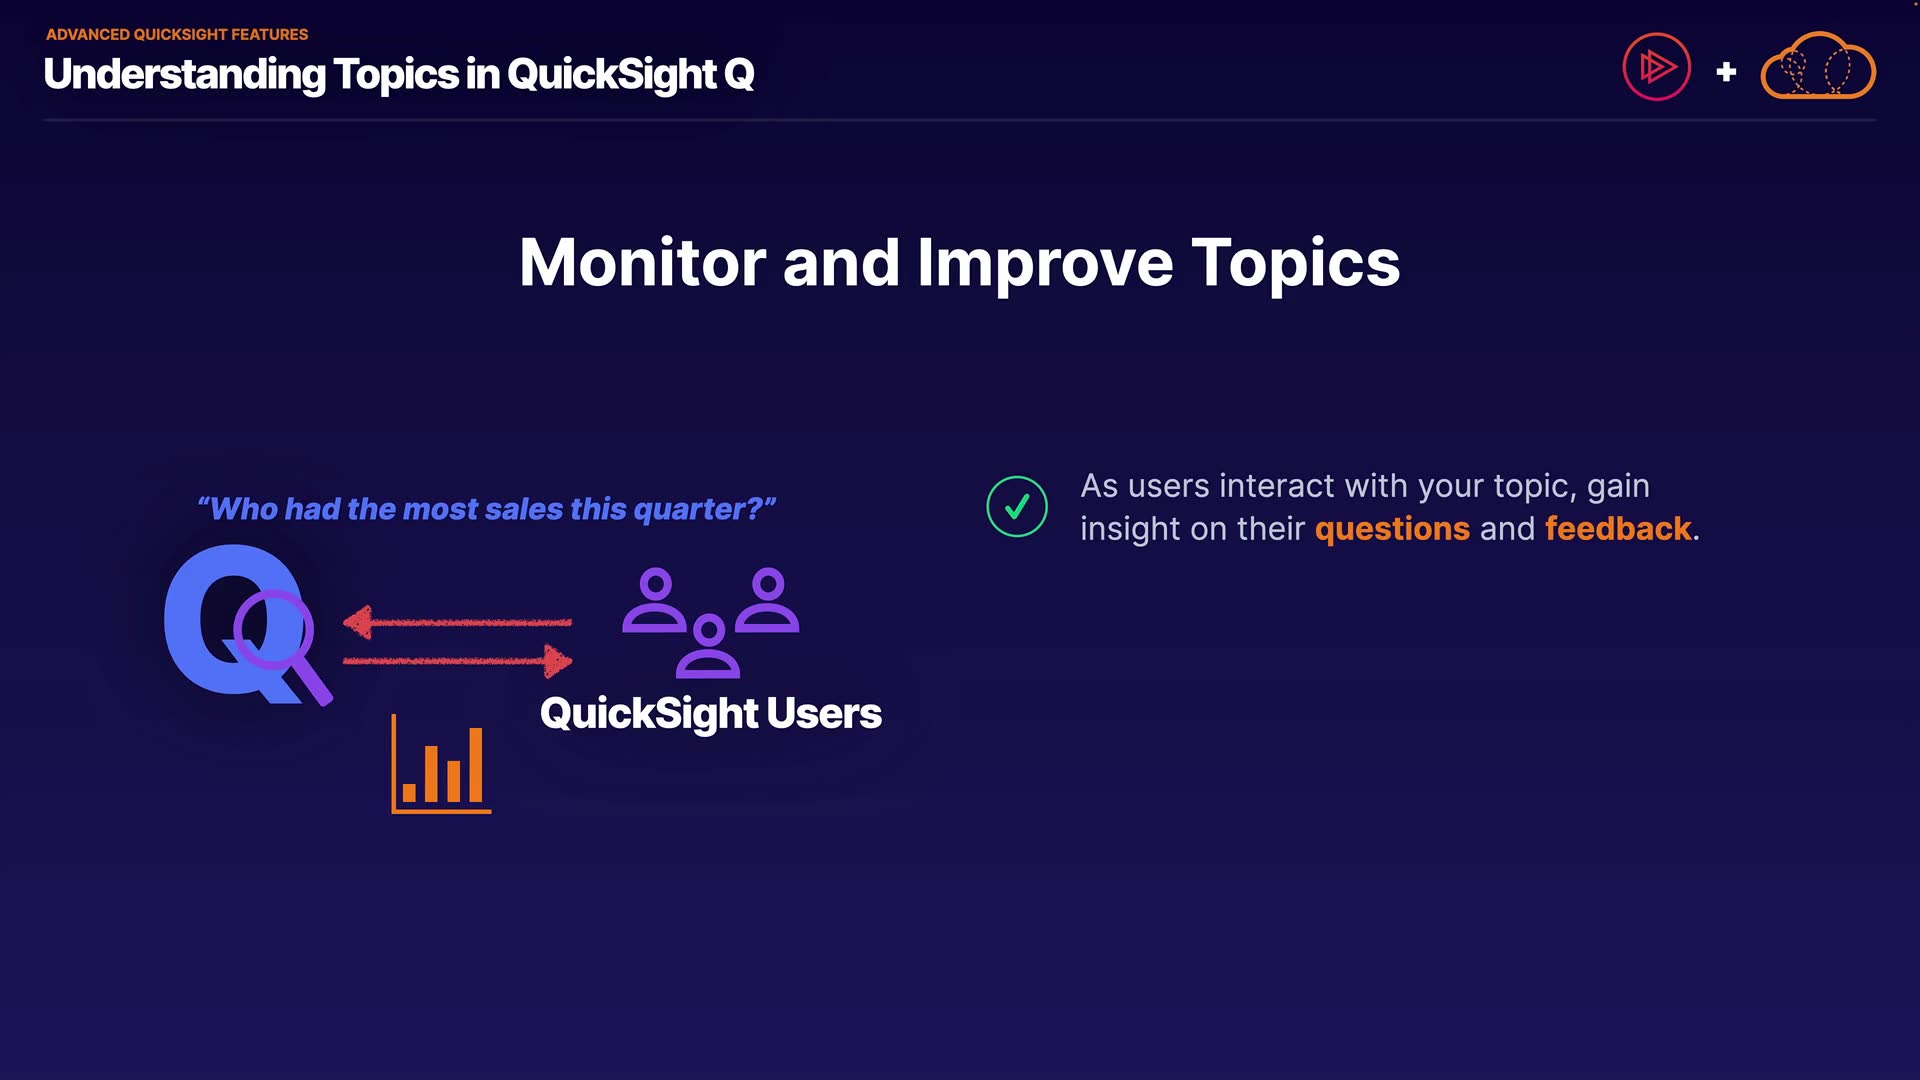 ADVANCED QUICKSIGHT FEATURES
Understanding Topics in QuickSight Q
+
Monitor and Improve Topics
“Who had the most sales this quarter?”
Q
QuickSight Users
As users interact with your topic, gain
insight on their questions and feedback.